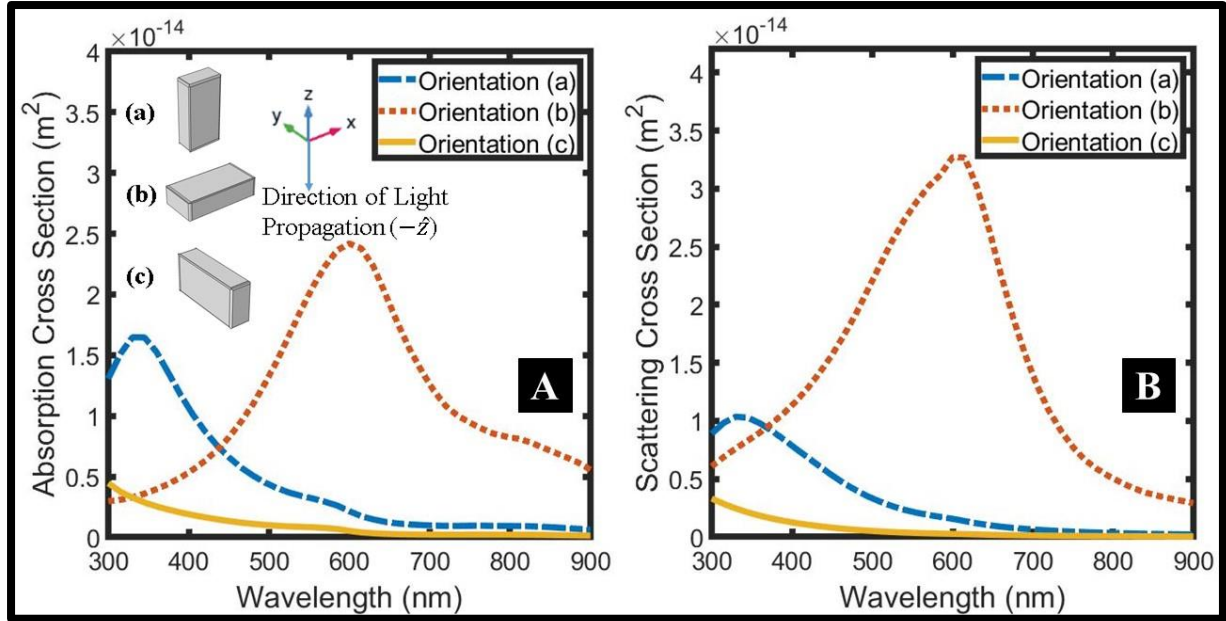 ×10⁻¹⁴
Absorption Cross Section (m²)
4
3.5
3
2.5
2
1.5
1
0.5
0
300 400 500 600 700 800 900
Wavelength (nm)
Orientation (a)
Orientation (b)
Orientation (c)
(a)
(b)
(c)
z
y
x
Direction of Light
Propagation (−ẑ)
A
×10⁻¹⁴
Scattering Cross Section (m²)
4
3.5
3
2.5
2
1.5
1
0.5
0
300 400 500 600 700 800 900
Wavelength (nm)
Orientation (a)
Orientation (b)
Orientation (c)
B